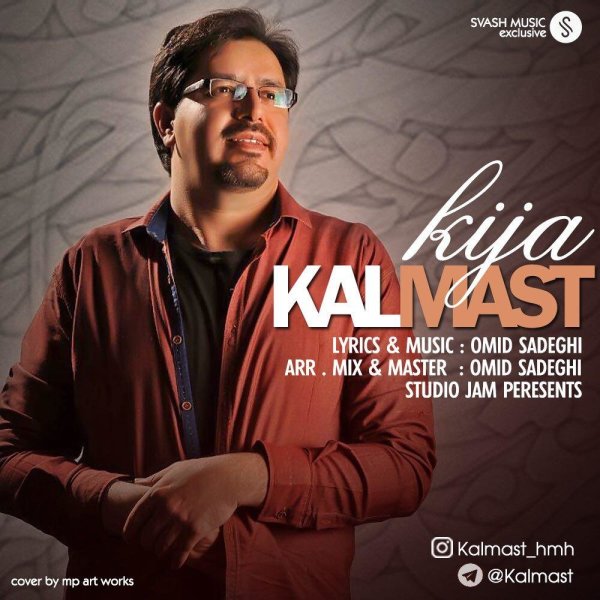 SVASH MUSIC
exclusive
kija
KALMAST
LYRICS & MUSIC : OMID SADEGHI
ARR . MIX & MASTER : OMID SADEGHI
STUDIO JAM PERESENTS
Kalmast_hmh
@Kalmast
cover by mp art works